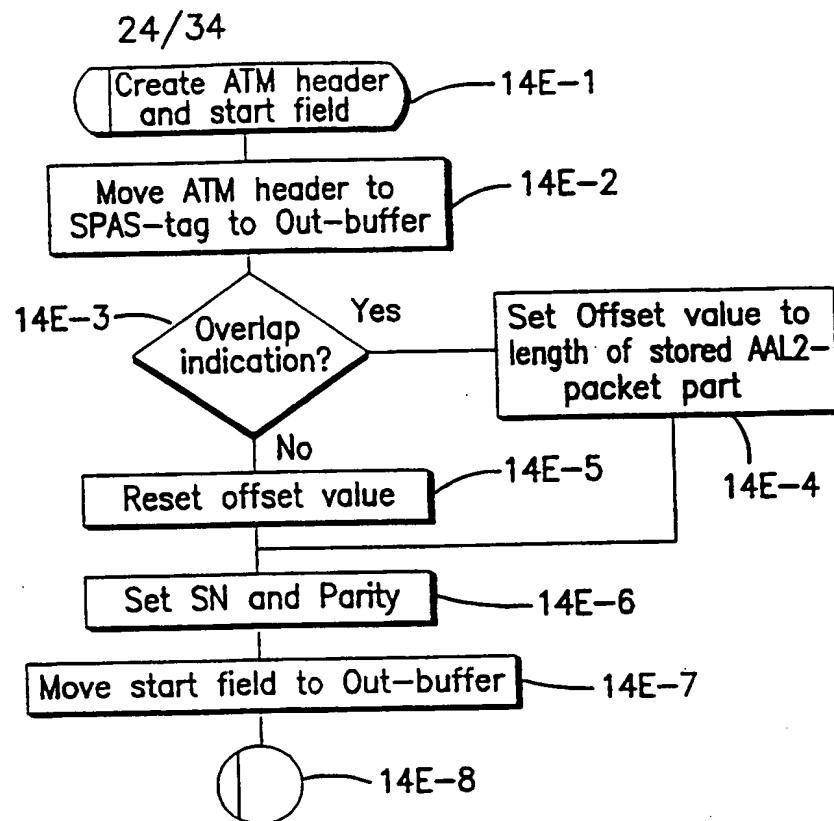 24/34
Create ATM header
and start field
14E-1
Move ATM header to
SPAS-tag to Out-buffer
14E-2
14E-3
Overlap
indication?
Yes
Set Offset value to
length of stored AAL2-
packet part
14E-4
No
Reset offset value
14E-5
Set SN and Parity
14E-6
Move start field to Out-buffer
14E-7
14E-8